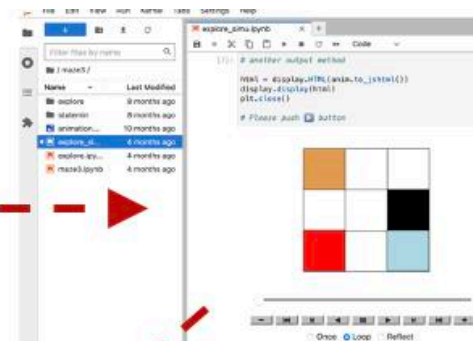 File Edit View Run Kernel Tabs Settings Help
explore_simu.ipynb
Code
Filter files by name
/ maze3 /
Name
Last Modified
explore
9 months ago
9 months ago
animation...
10 months ago
explore_si...
4 months ago
explore.ipy...
4 months ago
maze3.ipynb
4 months ago
# another output method
html = display.HTML(anim.to_jshtml())
display.display(html)
plt.close()
# Please push button
Once Loop Reflect